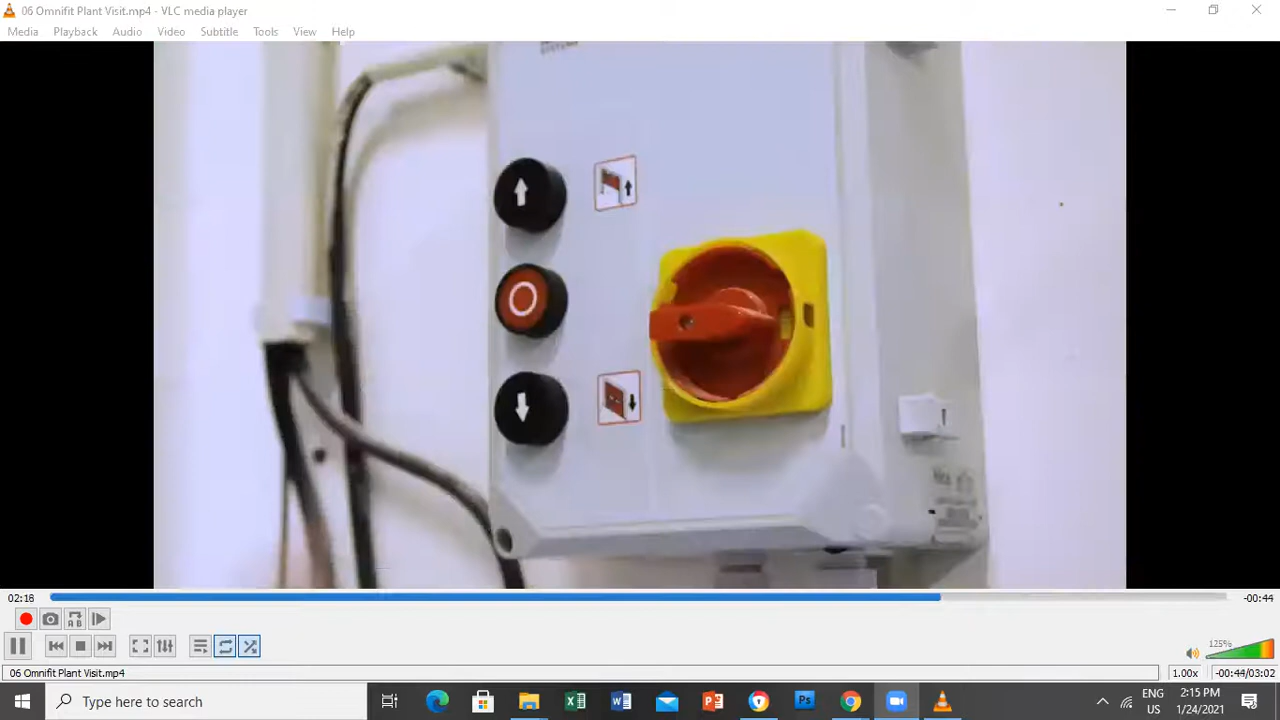 06 Omnifit Plant Visit.mp4 - VLC media player
Media Playback Audio Video Subtitle Tools View Help
02:18
-00:44
125%
06 Omnifit Plant Visit.mp4
1.00x
-00:44/03:02
Type here to search
ENG
US
2:15 PM
1/24/2021